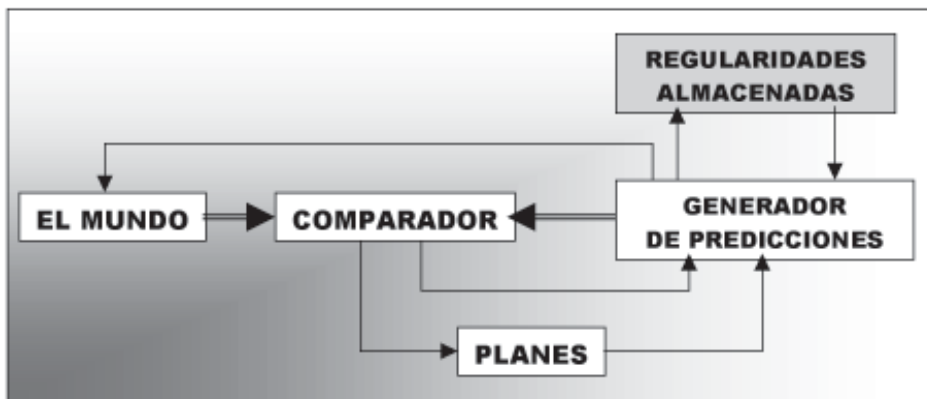 REGULARIDADES
ALMACENADAS
EL MUNDO
COMPARADOR
GENERADOR
DE PREDICCIONES
PLANES